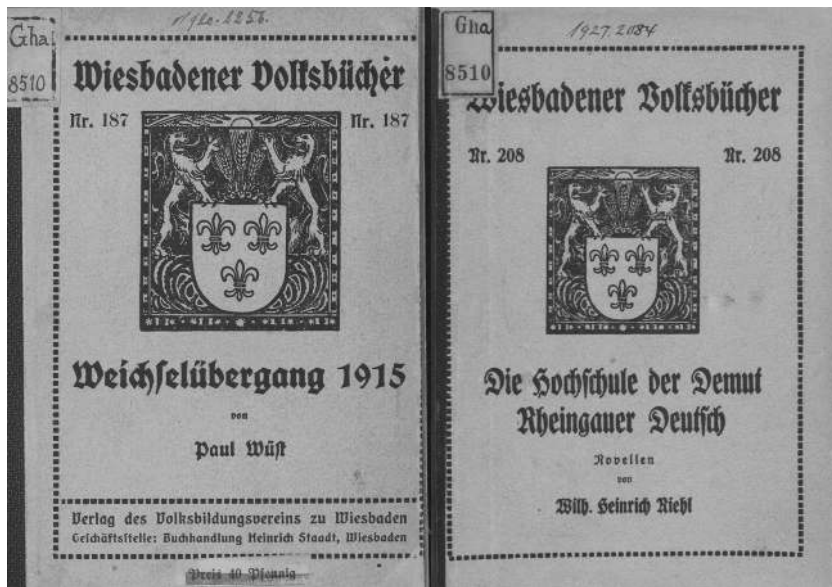 Gha
8510
Wiesbadener Volksbücher
Nr. 187 Nr. 187
Weichselübergang 1915
von
Paul Wüst
Verlag des Volksbildungsvereins zu Wiesbaden
Geschäftsstelle: Buchhandlung Heinrich Staadt, Wiesbaden
Preis 40 Pfennig
1927.2084
Gha
8510
Wiesbadener Volksbücher
Nr. 208 Nr. 208
Die Hochschule der Demut
Rheingauer Deutsch
Novellen
von
Wilh. Heinrich Riehl